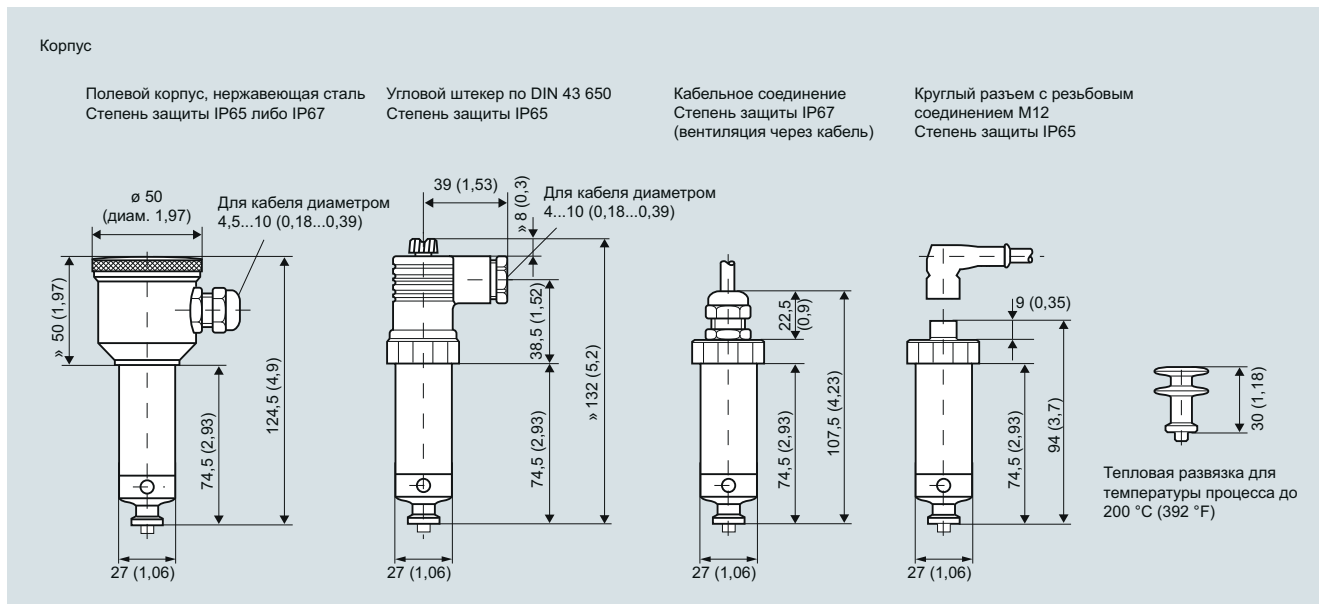 Корпус
Полевой корпус, нержавеющая сталь
Степень защиты IP65 либо IP67
Угловой штекер по DIN 43 650
Степень защиты IP65
Кабельное соединение
Степень защиты IP67
(вентиляция через кабель)
Круглый разъем с резьбовым
соединением M12
Степень защиты IP65
ø 50
(диам. 1,97)
Для кабеля диаметром
4,5...10 (0,18...0,39)
» 50 (1,97)
74,5 (2,93)
124,5 (4,9)
27 (1,06)
39 (1,53)
» 8 (0,3)
Для кабеля диаметром
4...10 (0,18...0,39)
38,5 (1,52)
74,5 (2,93)
» 132 (5,2)
27 (1,06)
22,5
(0,9)
74,5 (2,93)
107,5 (4,23)
27 (1,06)
9 (0,35)
74,5 (2,93)
94 (3,7)
27 (1,06)
30 (1,18)
Тепловая развязка для
температуры процесса до
200 °C (392 °F)